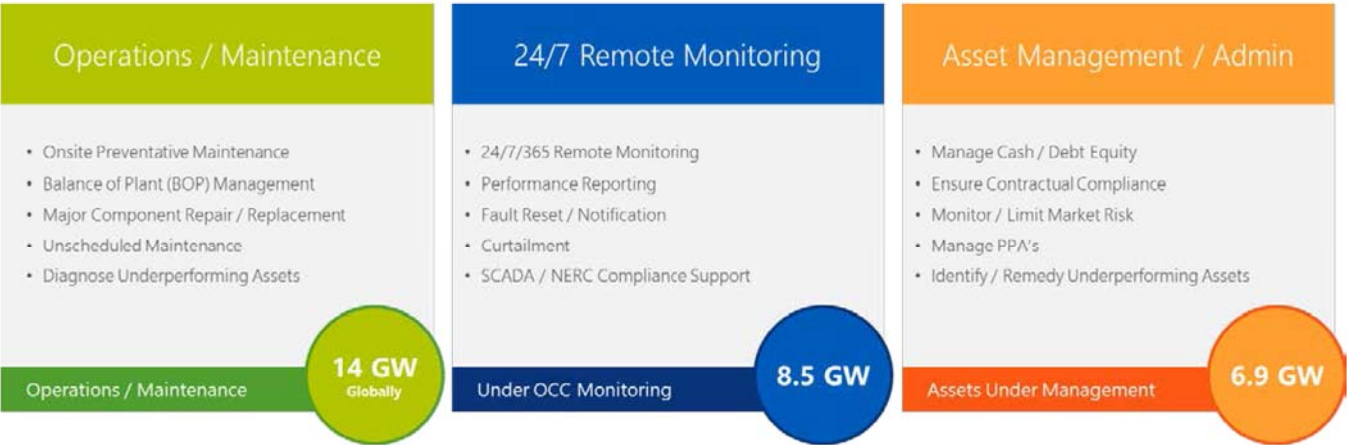 Operations / Maintenance
• Onsite Preventative Maintenance
• Balance of Plant (BOP) Management
• Major Component Repair / Replacement
• Unscheduled Maintenance
• Diagnose Underperforming Assets
Operations / Maintenance
14 GW
Globally
24/7 Remote Monitoring
• 24/7/365 Remote Monitoring
• Performance Reporting
• Fault Reset / Notification
• Curtailment
• SCADA / NERC Compliance Support
Under OCC Monitoring
8.5 GW
Asset Management / Admin
• Manage Cash / Debt Equity
• Ensure Contractual Compliance
• Monitor / Limit Market Risk
• Manage PPA's
• Identify / Remedy Underperforming Assets
Assets Under Management
6.9 GW